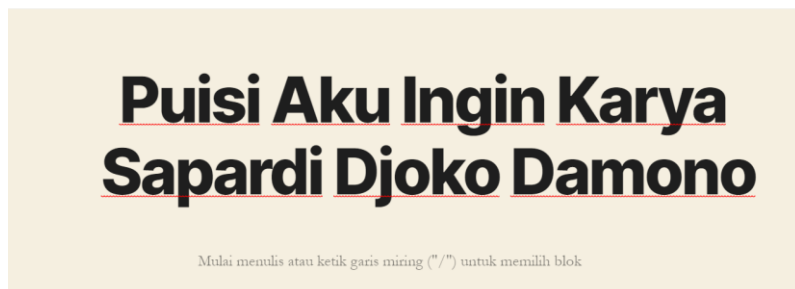 Puisi Aku Ingin Karya
Sapardi Djoko Damono
Mulai menulis atau ketik garis miring ("/") untuk memilih blok